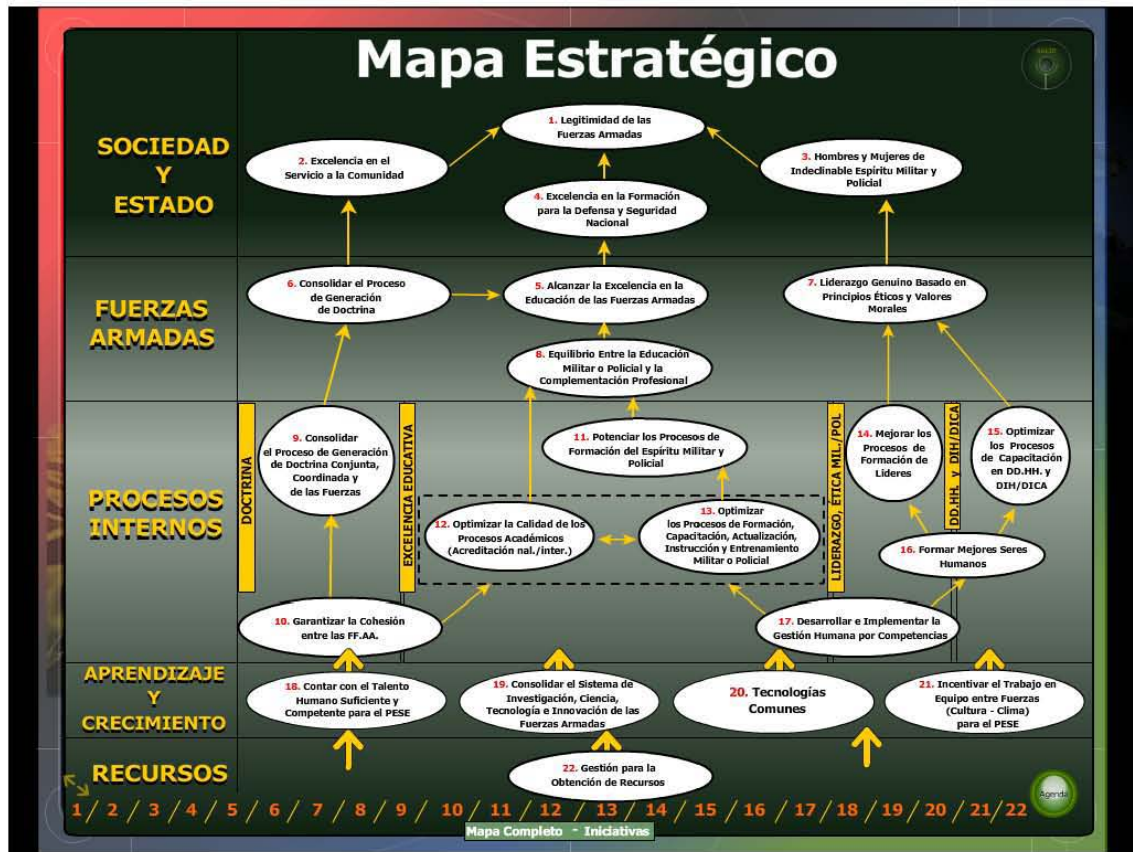 Mapa Estratégico
SOCIEDAD
Y
ESTADO
1. Legitimidad de las
Fuerzas Armadas
2. Excelencia en el
Servicio a la Comunidad
3. Hombres y Mujeres de
Indeclinable Espíritu Militar y
Policial
4. Excelencia en la Formación
para la Defensa y Seguridad
Nacional
FUERZAS
ARMADAS
6. Consolidar el Proceso
de Generación
de Doctrina
5. Alcanzar la Excelencia en la
Educación de las Fuerzas Armadas
7. Liderazgo Genuino Basado en
Principios Éticos y Valores
Morales
8. Equilibrio Entre la Educación
Militar o Policial y la
Complementación Profesional
PROCESOS
INTERNOS
DOCTRINA
9. Consolidar
el Proceso de Generación
de Doctrina Conjunta,
Coordinada y
de las Fuerzas
EXCELENCIA EDUCATIVA
11. Potenciar los Procesos de
Formación del Espíritu Militar y
Policial
LIDERAZGO, ÉTICA MIL./POL
14. Mejorar los
Procesos de
Formación de
Lideres
DD.HH. y DIH/DICA
15. Optimizar
los Procesos
de Capacitación
en DD.HH. y
DIH/DICA
12. Optimizar la Calidad de los
Procesos Académicos
(Acreditación nal./inter.)
13. Optimizar
los Procesos de Formación,
Capacitación, Actualización,
Instrucción y Entrenamiento
Militar o Policial
16. Formar Mejores Seres
Humanos
10. Garantizar la Cohesión
entre las FF.AA.
17. Desarrollar e Implementar la
Gestión Humana por Competencias
APRENDIZAJE
Y
CRECIMIENTO
18. Contar con el Talento
Humano Suficiente y
Competente para el PESE
19. Consolidar el Sistema de
Investigación, Ciencia,
Tecnología e Innovación de las
Fuerzas Armadas
20. Tecnologías
Comunes
21. Incentivar el Trabajo en
Equipo entre Fuerzas
(Cultura - Clima)
para el PESE
RECURSOS
22. Gestión para la
Obtención de Recursos
Agenda
1 / 2 / 3 / 4 / 5 / 6 / 7 / 8 / 9 / 10 / 11 / 12 / 13 / 14 / 15 / 16 / 17 / 18 / 19 / 20 / 21 / 22
Mapa Completo - Iniciativas